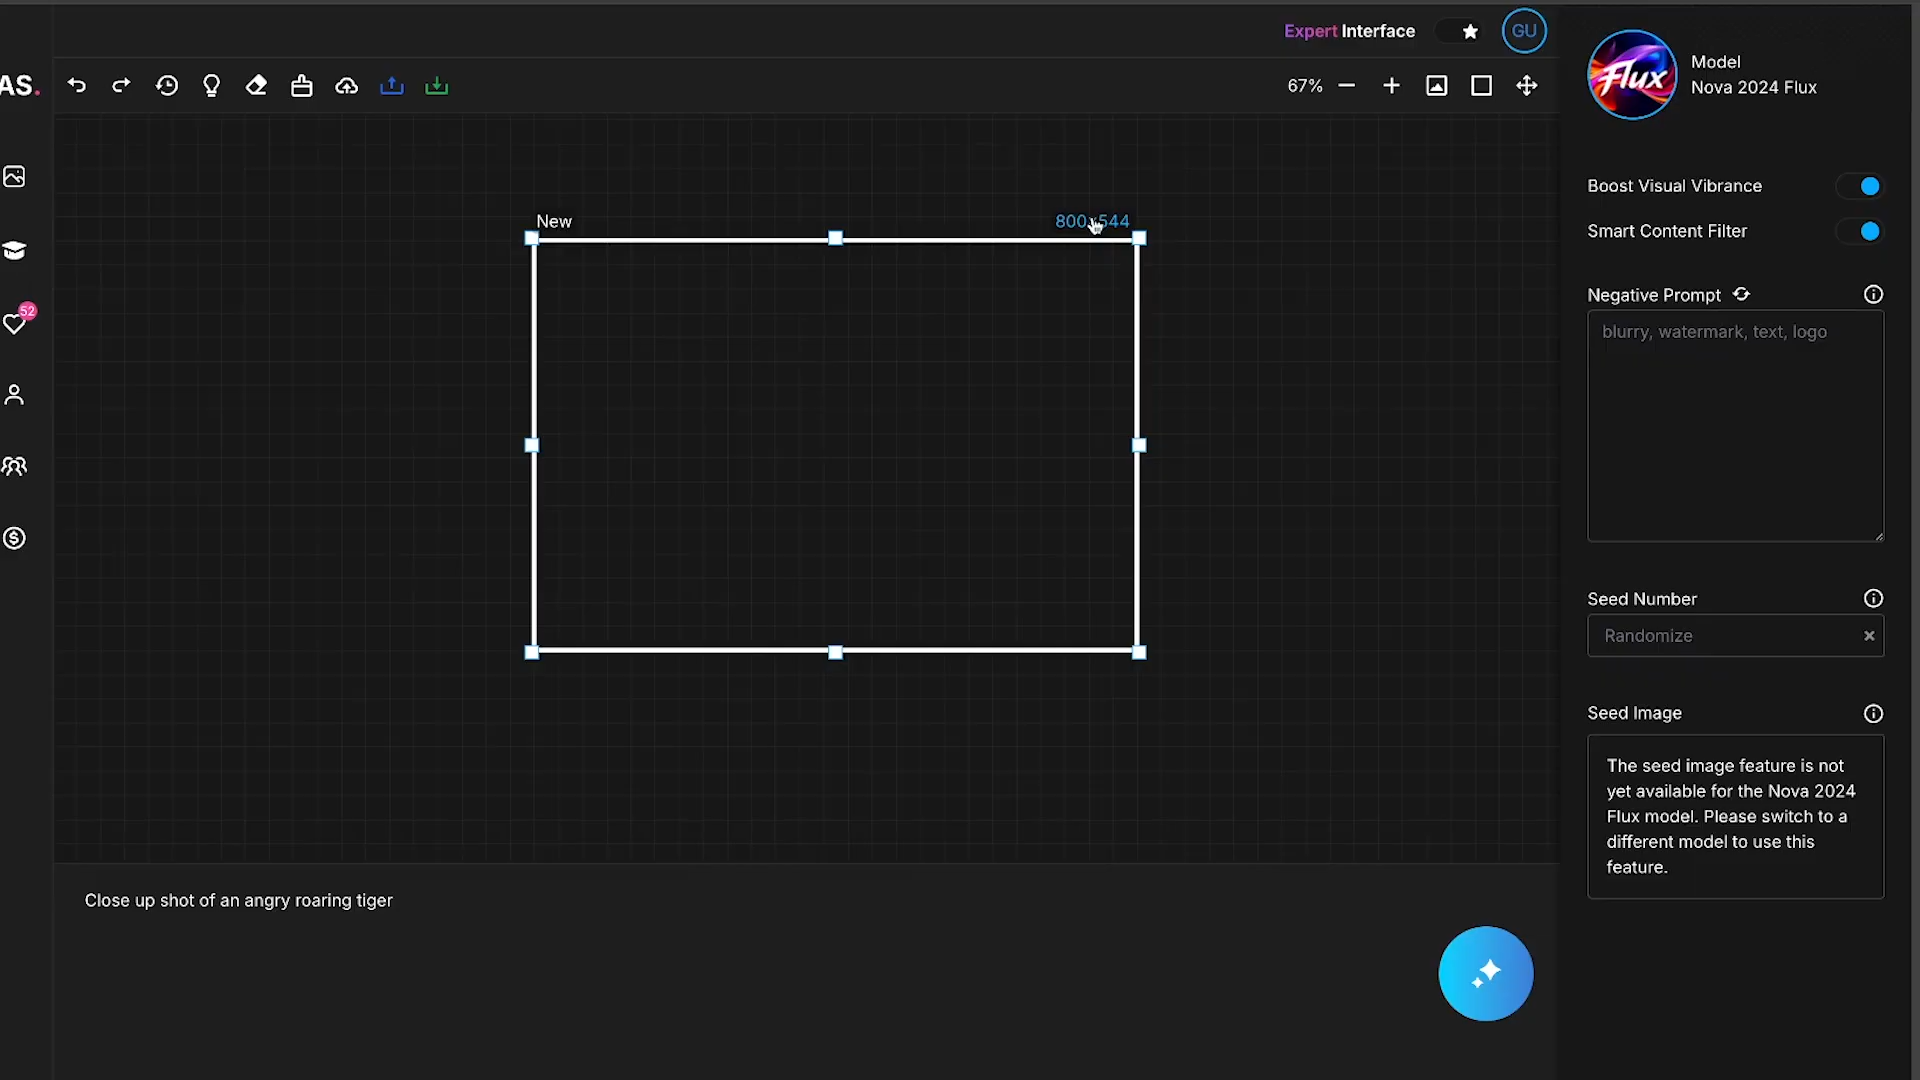 Expert Interface
GU
AS.
67%
Flux
Model
Nova 2024 Flux
Boost Visual Vibrance
Smart Content Filter
New
800x544
52
Negative Prompt
blurry, watermark, text, logo
Seed Number
Randomize
Seed Image
The seed image feature is not
yet available for the Nova 2024
Flux model. Please switch to a
different model to use this
feature.
Close up shot of an angry roaring tiger